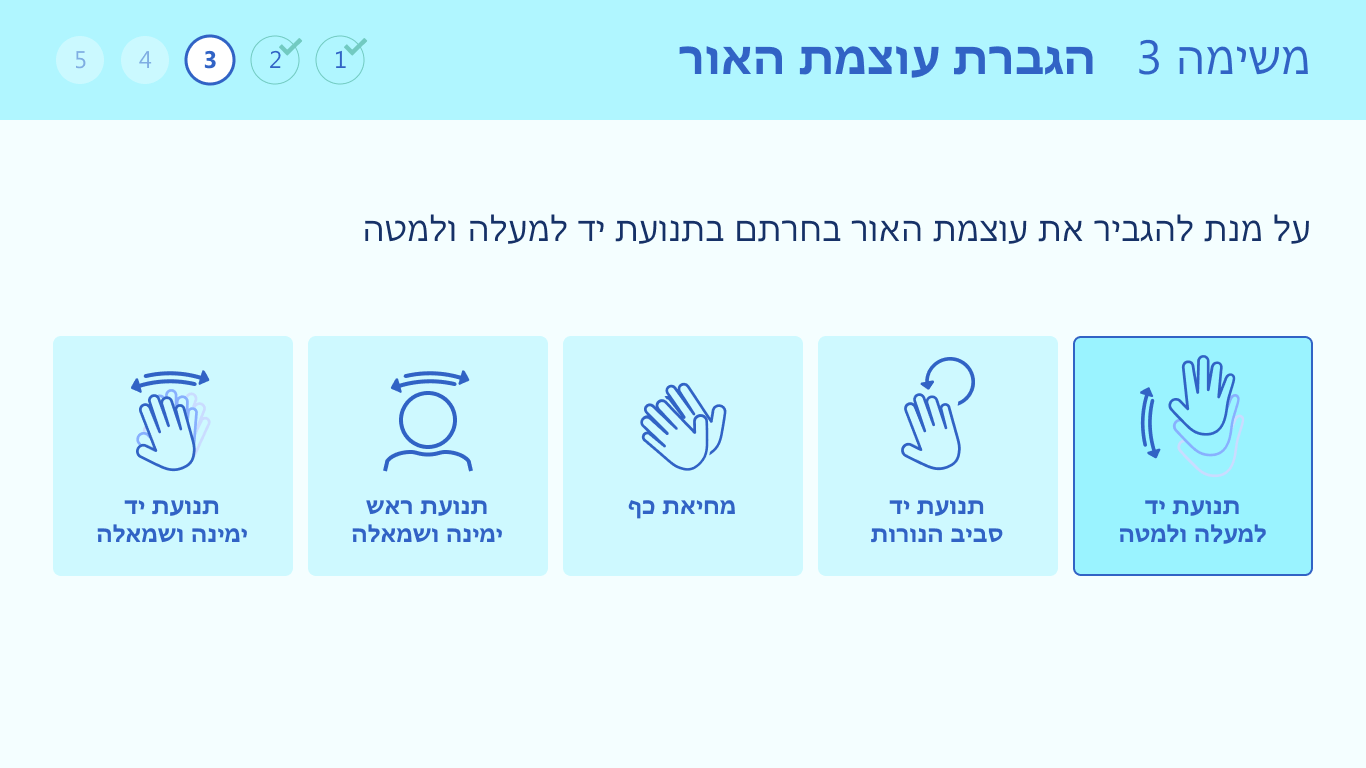 משימה 3 הגברת עוצמת האור
1 2 3 4 5
על מנת להגביר את עוצמת האור בחרתם בתנועת יד למעלה ולמטה
תנועת יד
למעלה ולמטה
תנועת יד
סביב הנורות
מחיאת כף
תנועת ראש
ימינה ושמאלה
תנועת יד
ימינה ושמאלה